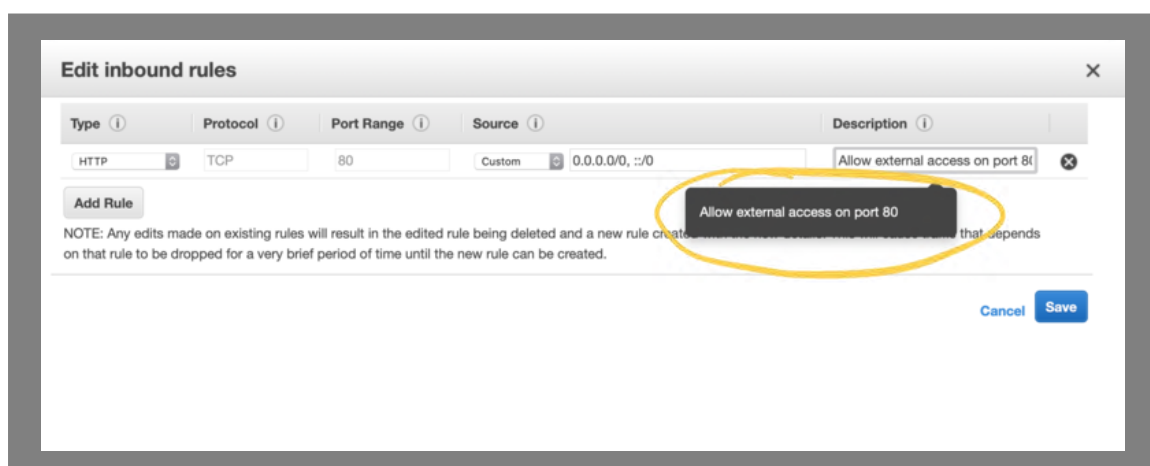 Edit inbound rules
Type Protocol Port Range Source Description
HTTP TCP 80 Custom 0.0.0.0/0, ::/0 Allow external access on port 80
Add Rule
Allow external access on port 80
NOTE: Any edits made on existing rules will result in the edited rule being deleted and a new rule created that depends
on that rule to be dropped for a very brief period of time until the new rule can be created.
Cancel Save